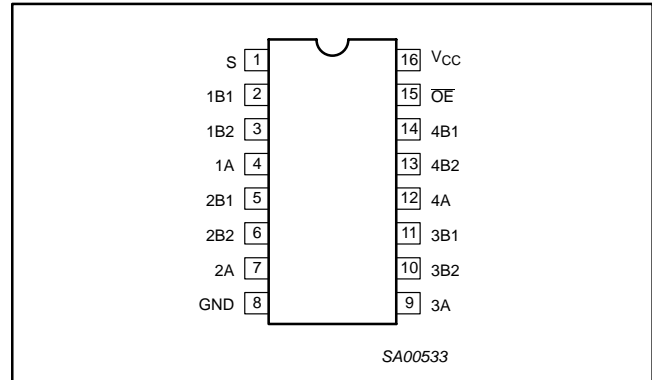 S 1 16 VCC
1B1 2 15 O̅E̅
1B2 3 14 4B1
1A 4 13 4B2
2B1 5 12 4A
2B2 6 11 3B1
2A 7 10 3B2
GND 8 9 3A
SA00533